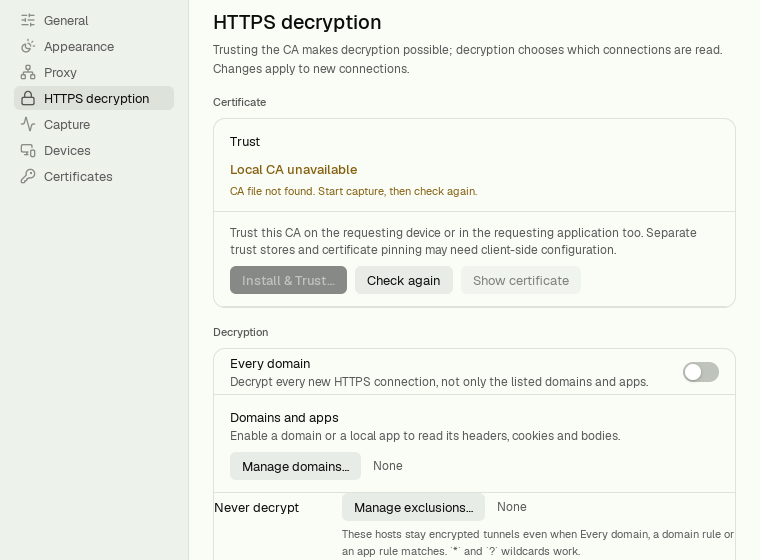 General
Appearance
Proxy
HTTPS decryption
Capture
Devices
Certificates
HTTPS decryption
Trusting the CA makes decryption possible; decryption chooses which connections are read.
Changes apply to new connections.
Certificate
Trust
Local CA unavailable
CA file not found. Start capture, then check again.
Trust this CA on the requesting device or in the requesting application too. Separate
trust stores and certificate pinning may need client-side configuration.
Install & Trust... Check again Show certificate
Decryption
Every domain
Decrypt every new HTTPS connection, not only the listed domains and apps.
Domains and apps
Enable a domain or a local app to read its headers, cookies and bodies.
Manage domains... None
Never decrypt Manage exclusions... None
These hosts stay encrypted tunnels even when Every domain, a domain rule or
an app rule matches. `*` and `?` wildcards work.